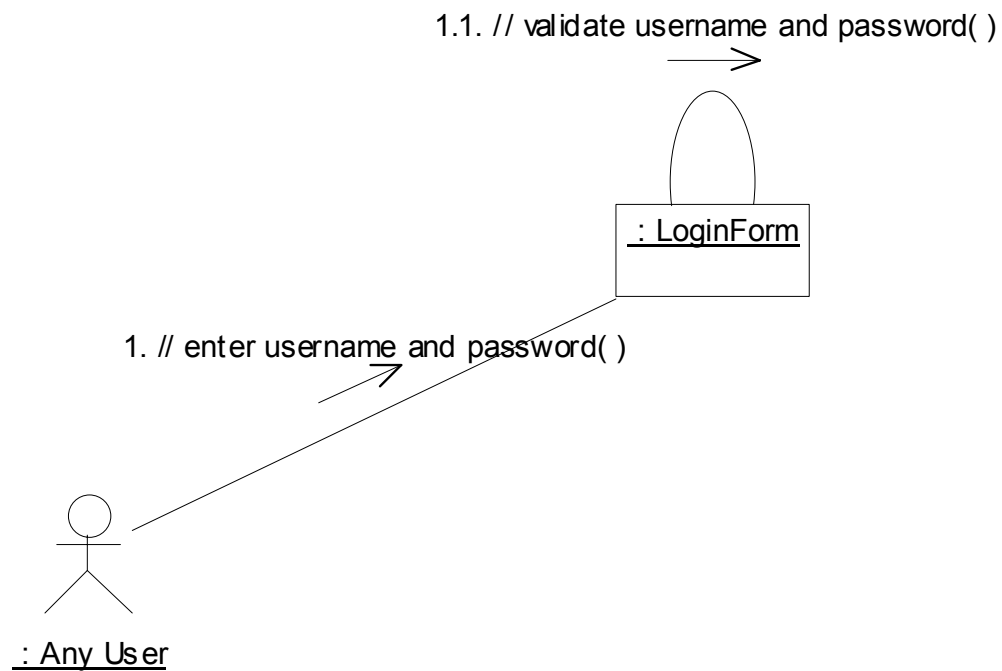 1.1. // validate username and password( )
: LoginForm
1. // enter username and password( )
: Any User